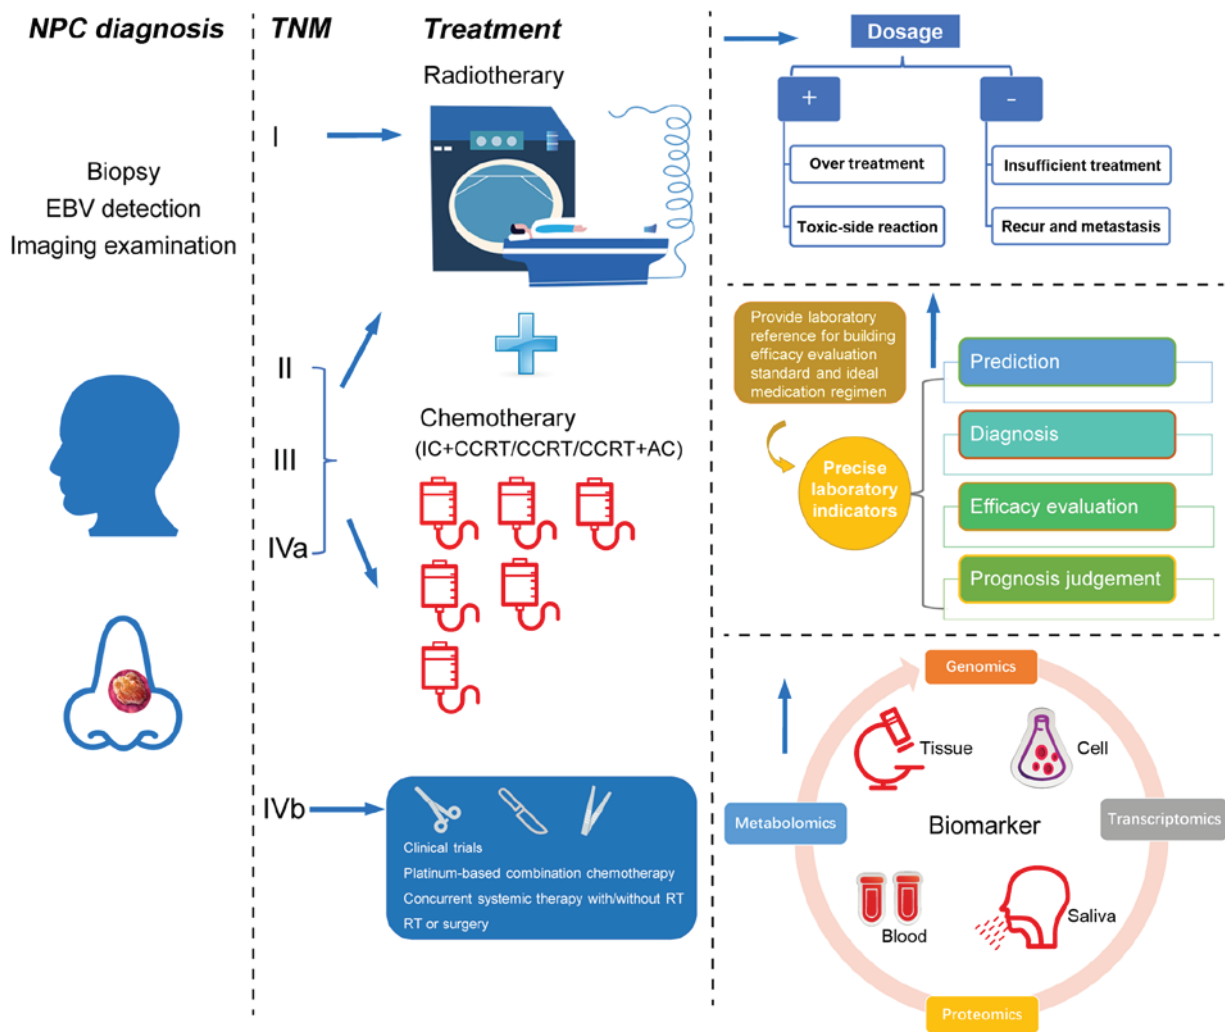 NPC diagnosis
Biopsy
EBV detection
Imaging examination
TNM
I
II
III
IVa
IVb
Treatment
Radiotherary
Chemotherary
(IC+CCRT/CCRT/CCRT+AC)
Clinical trials
Platinum-based combination chemotherapy
Concurrent systemic therapy with/without RT
RT or surgery
Dosage
+
-
Over treatment
Toxic-side reaction
Insufficient treatment
Recur and metastasis
Provide laboratory
reference for building
efficacy evaluation
standard and ideal
medication regimen
Precise
laboratory
indicators
Prediction
Diagnosis
Efficacy evaluation
Prognosis judgement
Genomics
Tissue
Cell
Metabolomics
Biomarker
Transcriptomics
Blood
Saliva
Proteomics